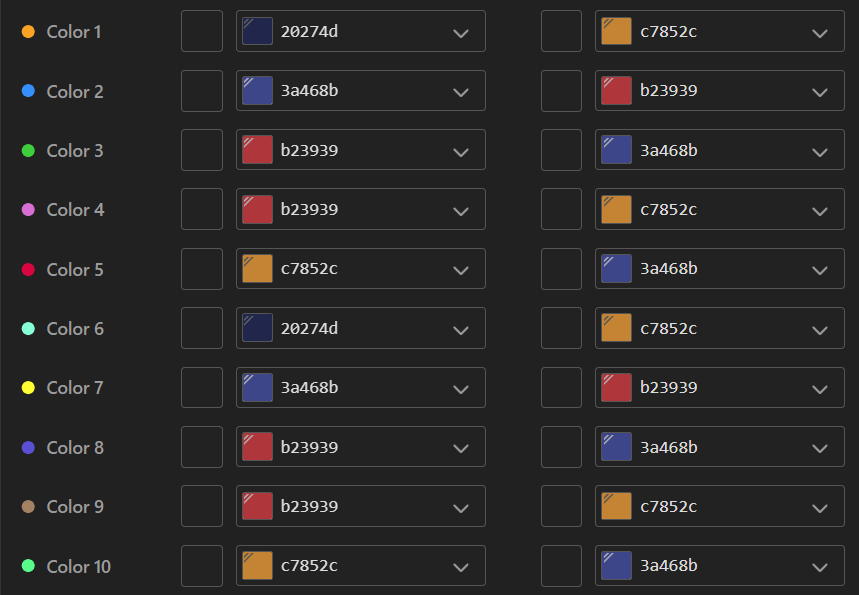 Color 1 20274d c7852c
Color 2 3a468b b23939
Color 3 b23939 3a468b
Color 4 b23939 c7852c
Color 5 c7852c 3a468b
Color 6 20274d c7852c
Color 7 3a468b b23939
Color 8 b23939 3a468b
Color 9 b23939 c7852c
Color 10 c7852c 3a468b